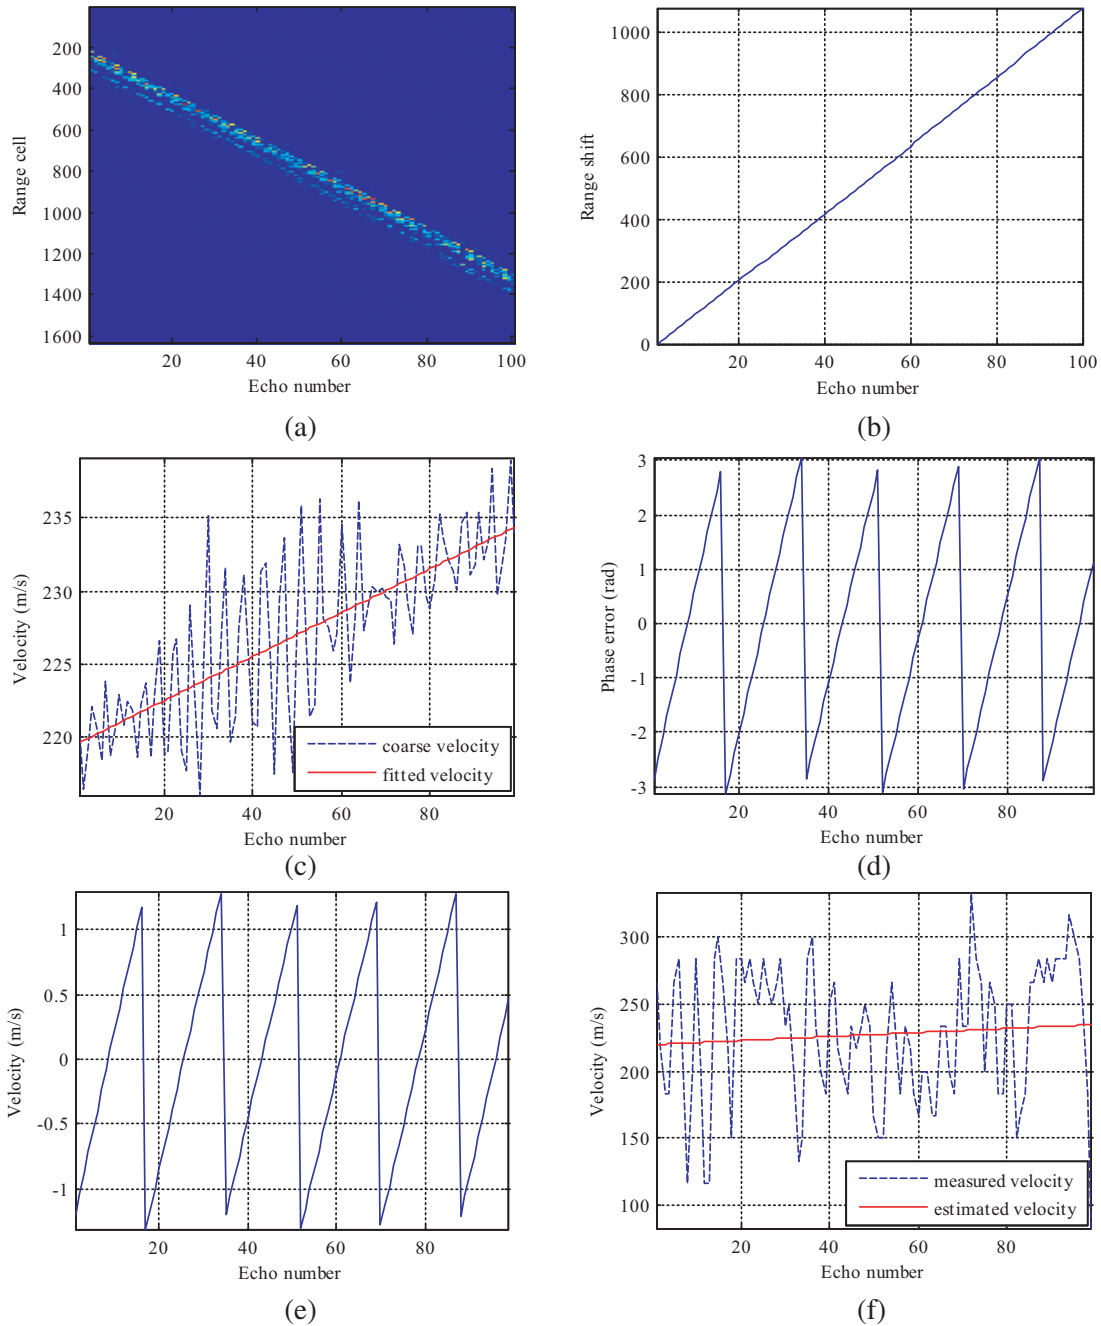 200
400
600
800
1000
1200
1400
1600
Range cell
20
40
60
80
100
Echo number
(a)
1000
800
600
400
200
0
Range shift
20
40
60
80
100
Echo number
(b)
235
230
225
220
Velocity (m/s)
coarse velocity
fitted velocity
20
40
60
80
Echo number
(c)
3
2
1
0
-1
-2
-3
Phase error (rad)
20
40
60
80
Echo number
(d)
1
0.5
0
-0.5
-1
Velocity (m/s)
20
40
60
80
Echo number
(e)
300
250
200
150
100
Velocity (m/s)
measured velocity
estimated velocity
20
40
60
80
Echo number
(f)